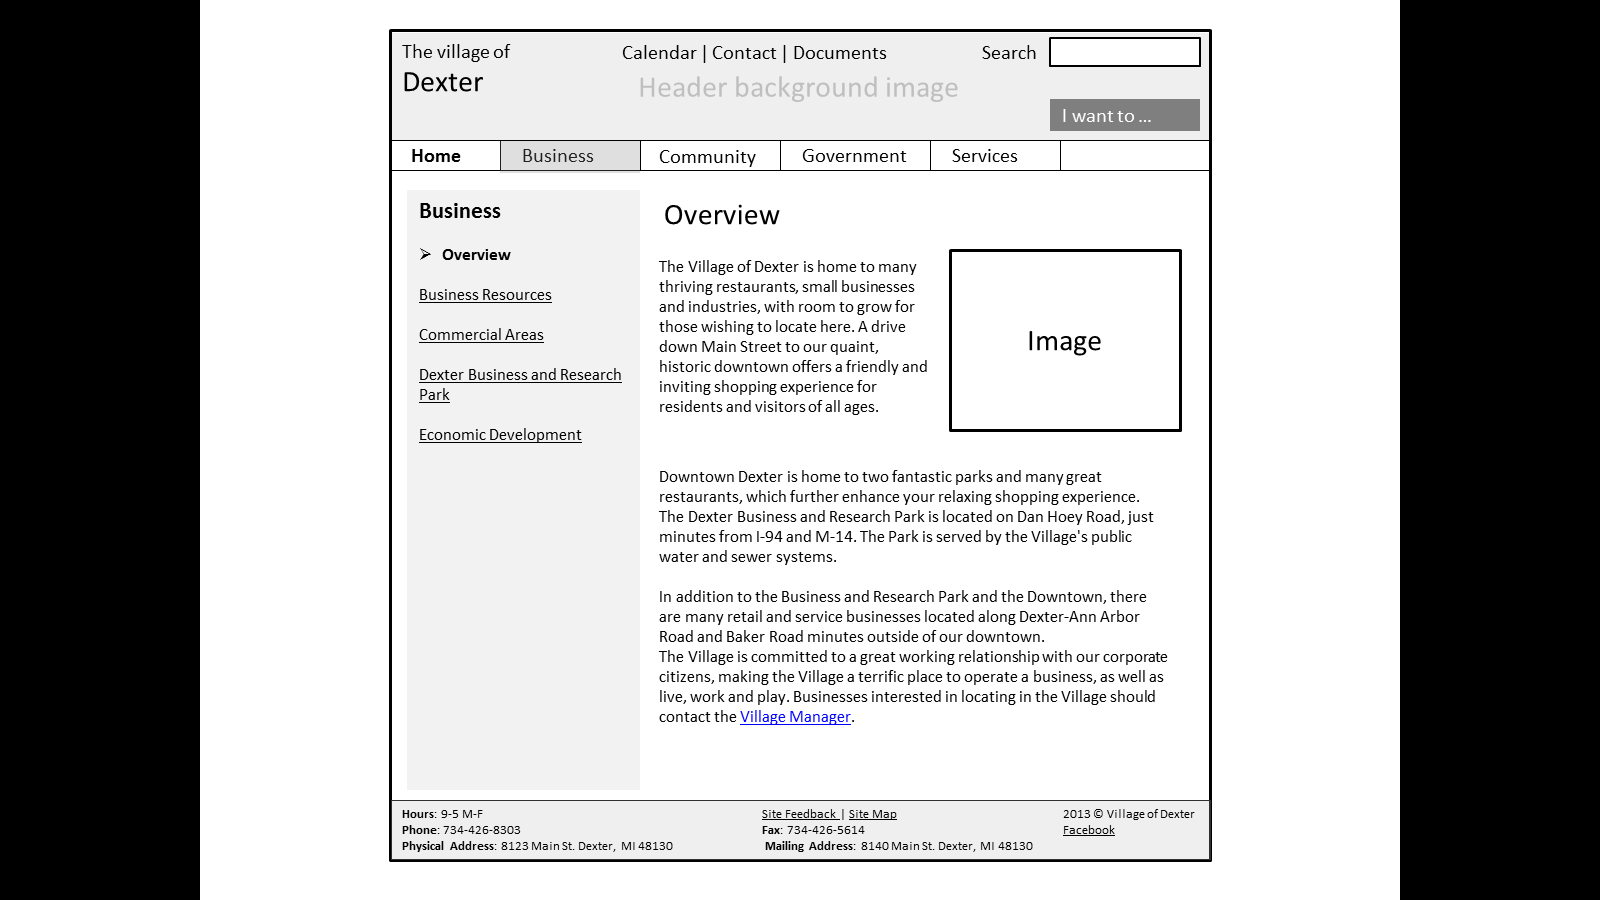 The village of
Dexter
Calendar | Contact | Documents
Search
Header background image
I want to ...
Home
Business
Community
Government
Services
Business
➢ Overview
Business Resources
Commercial Areas
Dexter Business and Research
Park
Economic Development
Overview
The Village of Dexter is home to many
thriving restaurants, small businesses
and industries, with room to grow for
those wishing to locate here. A drive
down Main Street to our quaint,
historic downtown offers a friendly and
inviting shopping experience for
residents and visitors of all ages.
Image
Downtown Dexter is home to two fantastic parks and many great
restaurants, which further enhance your relaxing shopping experience.
The Dexter Business and Research Park is located on Dan Hoey Road, just
minutes from I-94 and M-14. The Park is served by the Village's public
water and sewer systems.
In addition to the Business and Research Park and the Downtown, there
are many retail and service businesses located along Dexter-Ann Arbor
Road and Baker Road minutes outside of our downtown.
The Village is committed to a great working relationship with our corporate
citizens, making the Village a terrific place to operate a business, as well as
live, work and play. Businesses interested in locating in the Village should
contact the Village Manager.
Hours: 9-5 M-F
Phone: 734-426-8303
Physical Address: 8123 Main St. Dexter, MI 48130
Site Feedback | Site Map
Fax: 734-426-5614
Mailing Address: 8140 Main St. Dexter, MI 48130
2013 © Village of Dexter
Facebook